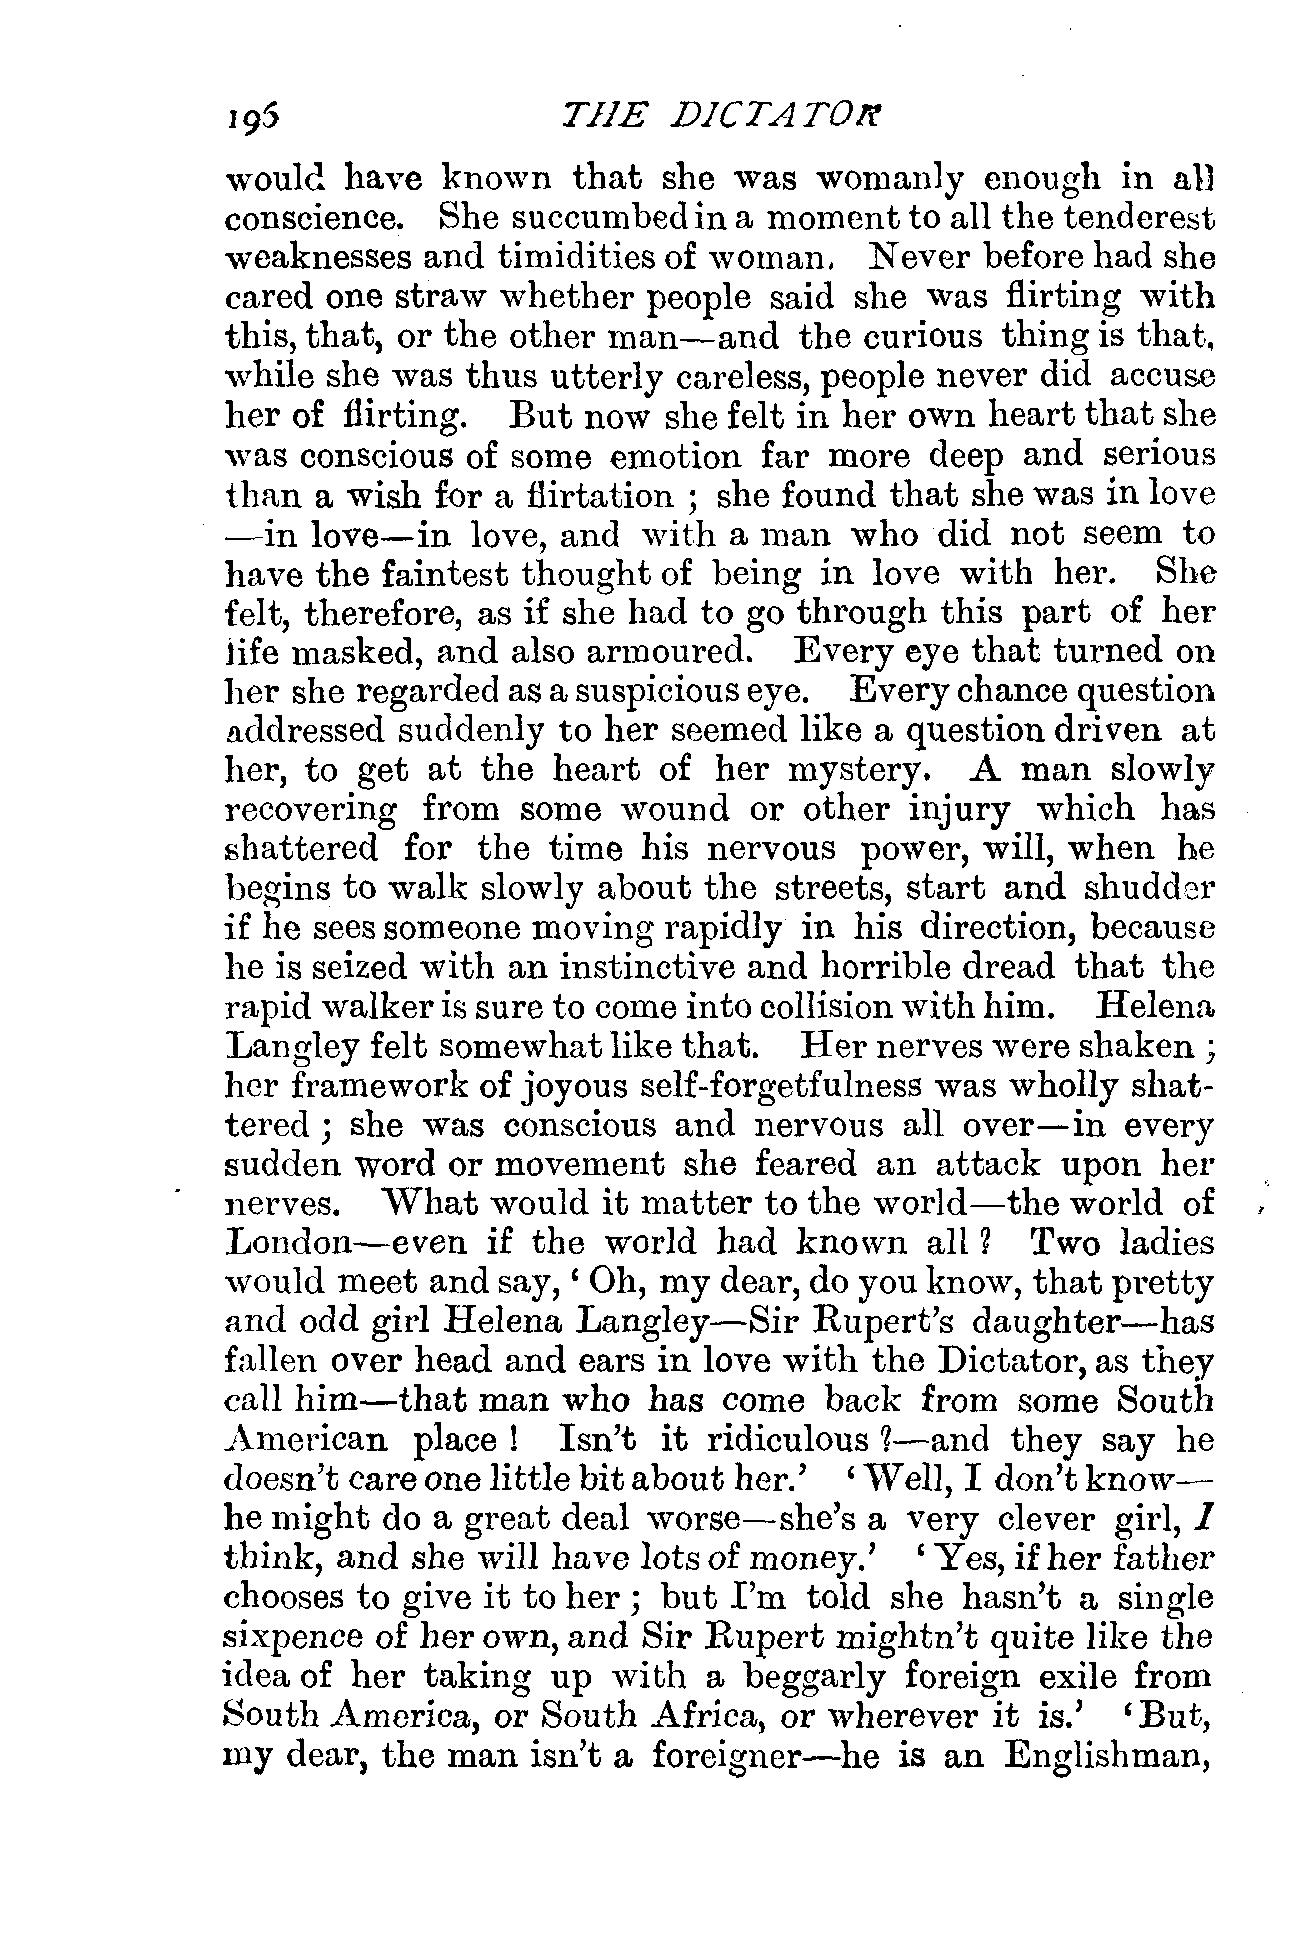 196 THE DICTATOR
would have known that she was womanly enough in all
conscience. She succumbed in a moment to all the tenderest
weaknesses and timidities of woman. Never before had she
cared one straw whether people said she was flirting with
this, that, or the other man—and the curious thing is that,
while she was thus utterly careless, people never did accuse
her of flirting. But now she felt in her own heart that she
was conscious of some emotion far more deep and serious
than a wish for a flirtation ; she found that she was in love
—in love—in love, and with a man who did not seem to
have the faintest thought of being in love with her. She
felt, therefore, as if she had to go through this part of her
life masked, and also armoured. Every eye that turned on
her she regarded as a suspicious eye. Every chance question
addressed suddenly to her seemed like a question driven at
her, to get at the heart of her mystery. A man slowly
recovering from some wound or other injury which has
shattered for the time his nervous power, will, when he
begins to walk slowly about the streets, start and shudder
if he sees someone moving rapidly in his direction, because
he is seized with an instinctive and horrible dread that the
rapid walker is sure to come into collision with him. Helena
Langley felt somewhat like that. Her nerves were shaken ;
her framework of joyous self-forgetfulness was wholly shat-
tered ; she was conscious and nervous all over—in every
sudden word or movement she feared an attack upon her
nerves. What would it matter to the world—the world of
London—even if the world had known all ? Two ladies
would meet and say, ‘ Oh, my dear, do you know, that pretty
and odd girl Helena Langley—Sir Rupert’s daughter—has
fallen over head and ears in love with the Dictator, as they
call him—that man who has come back from some South
American place ! Isn’t it ridiculous ?—and they say he
doesn’t care one little bit about her.’ ‘ Well, I don’t know—
he might do a great deal worse—she’s a very clever girl, I
think, and she will have lots of money.’ ‘ Yes, if her father
chooses to give it to her ; but I’m told she hasn’t a single
sixpence of her own, and Sir Rupert mightn’t quite like the
idea of her taking up with a beggarly foreign exile from
South America, or South Africa, or wherever it is.’ ‘ But,
my dear, the man isn’t a foreigner—he is an Englishman,